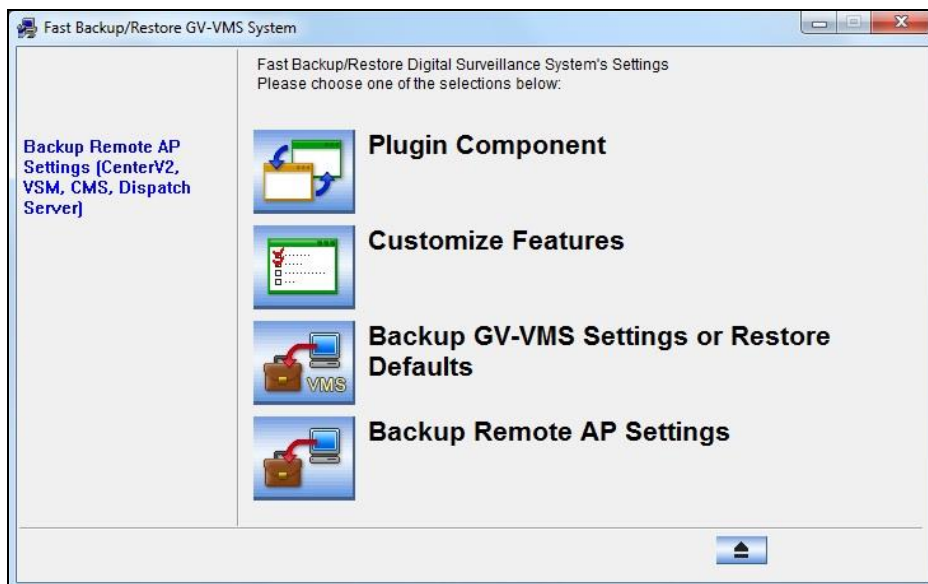 Fast Backup/Restore GV-VMS System
Fast Backup/Restore Digital Surveillance System's Settings
Please choose one of the selections below:
Backup Remote AP
Settings (CenterV2,
VSM, CMS, Dispatch
Server)
Plugin Component
Customize Features
Backup GV-VMS Settings or Restore
Defaults
VMS
Backup Remote AP Settings